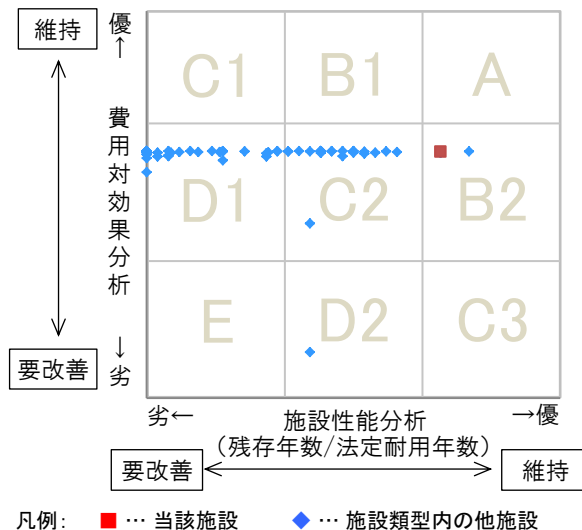 維持
優
↑
C1
B1
A
費用対効果分析
D1
C2
B2
E
D2
C3
↓
劣
要改善
劣←
施設性能分析
→優
(残存年数/法定耐用年数)
要改善
維持
凡例: ■ … 当該施設 ◆ … 施設類型内の他施設